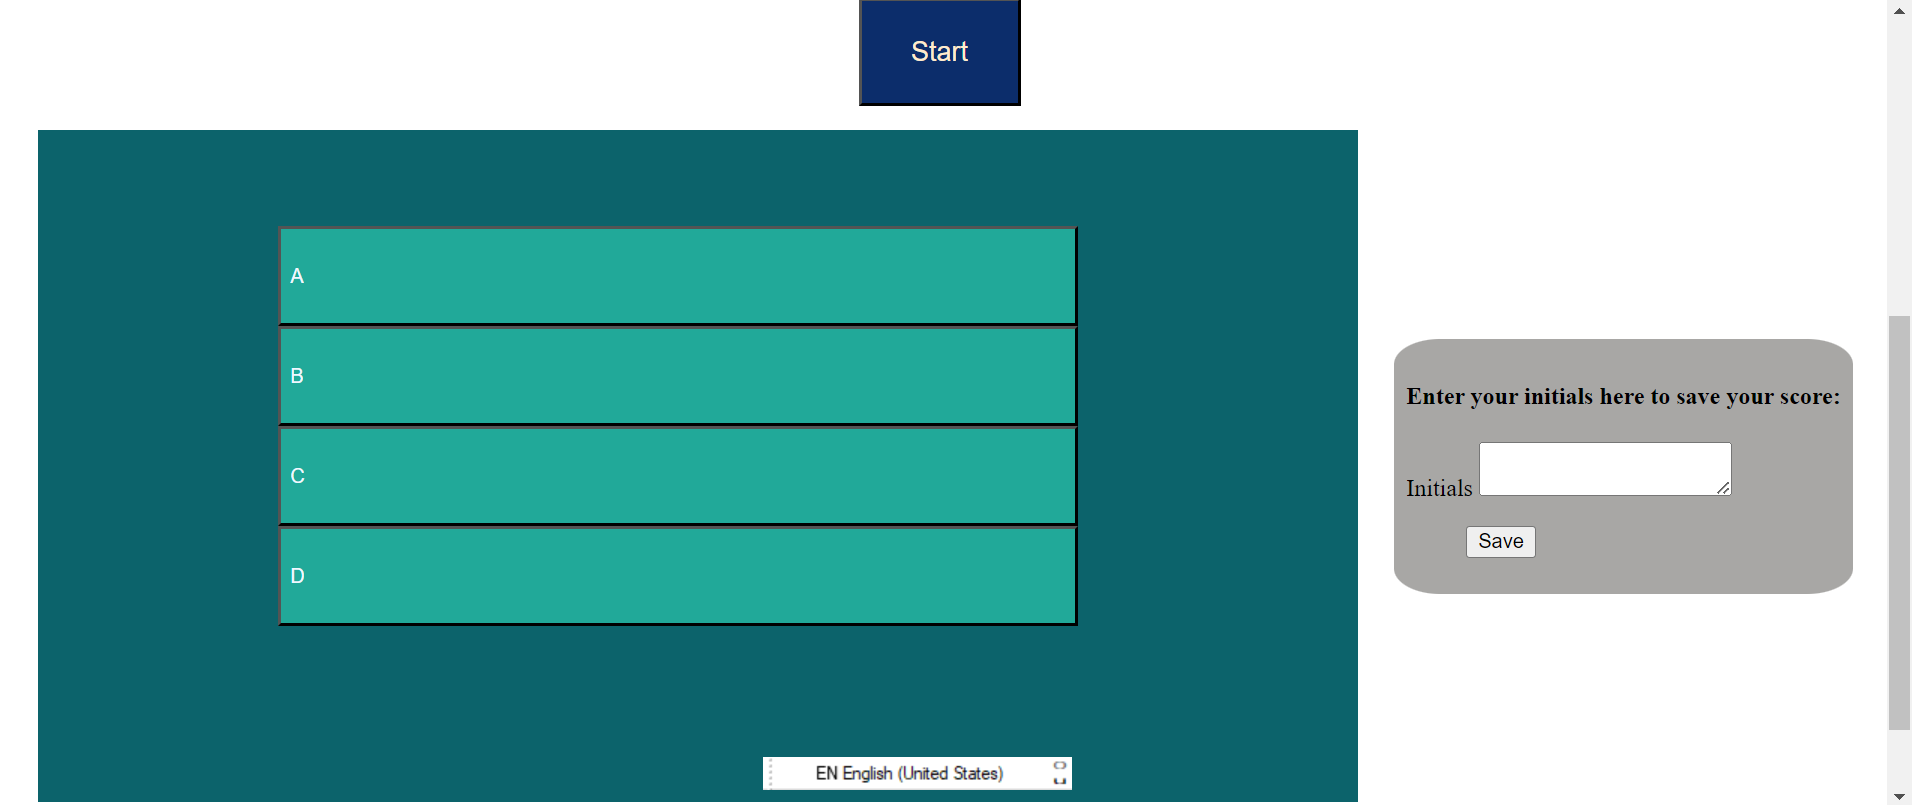 Start
A
B
C
D
Enter your initials here to save your score:
Initials
Save
EN English (United States)